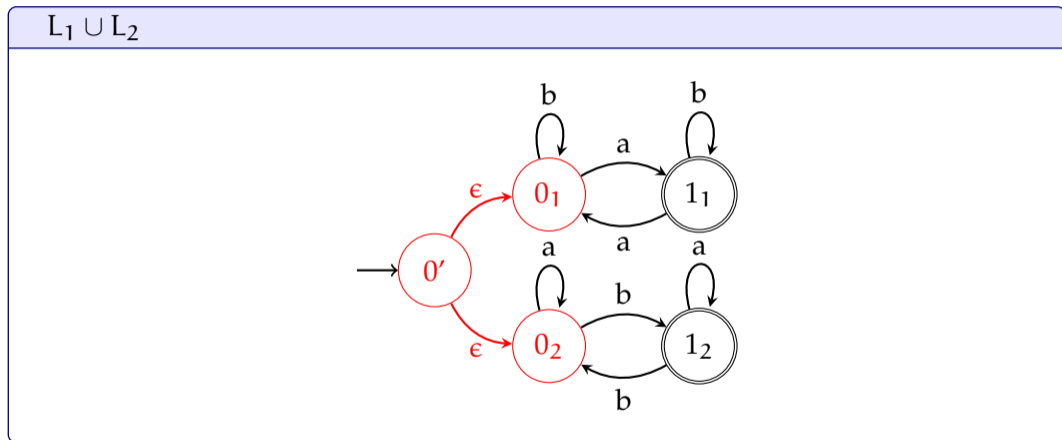 L₁ ∪ L₂
b b
ϵ 0₁ a 1₁
a
0′
a a
ϵ 0₂ b 1₂
b